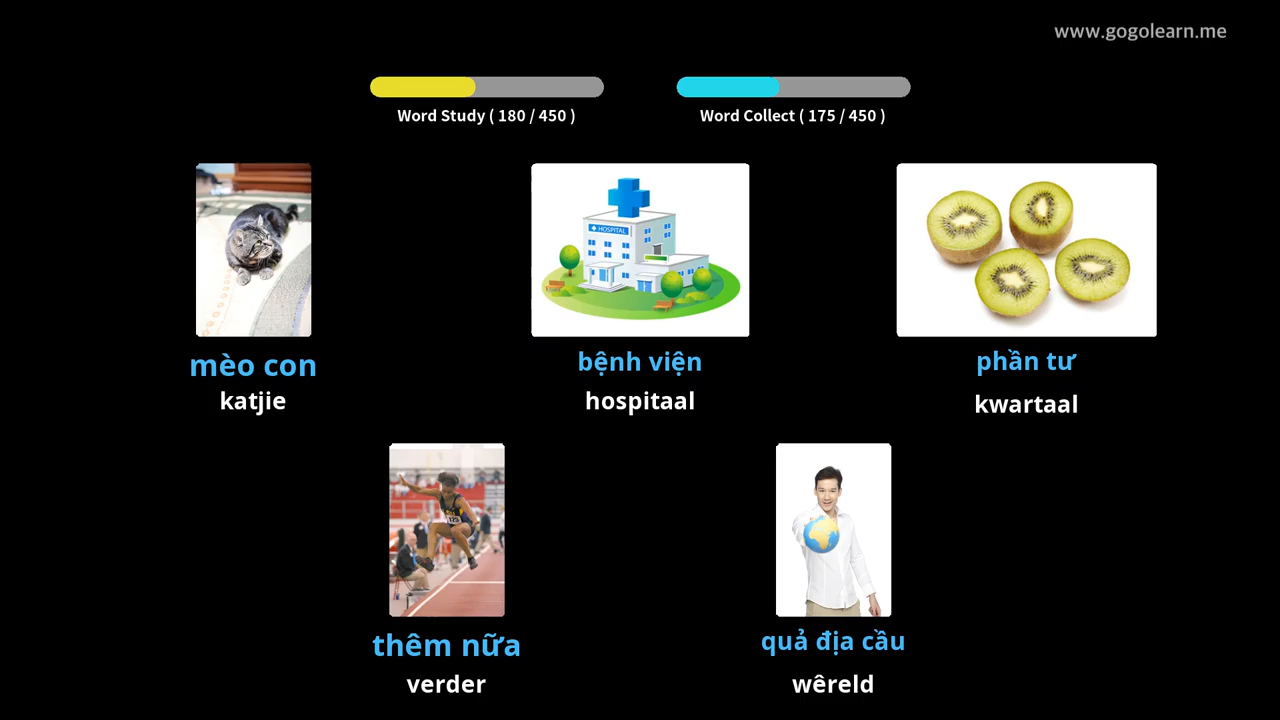 www.gogolearn.me
Word Study ( 180 / 450 )
Word Collect ( 175 / 450 )
HOSPITAL
mèo con
katjie
bệnh viện
hospitaal
phần tư
kwartaal
thêm nữa
verder
quả địa cầu
wêreld